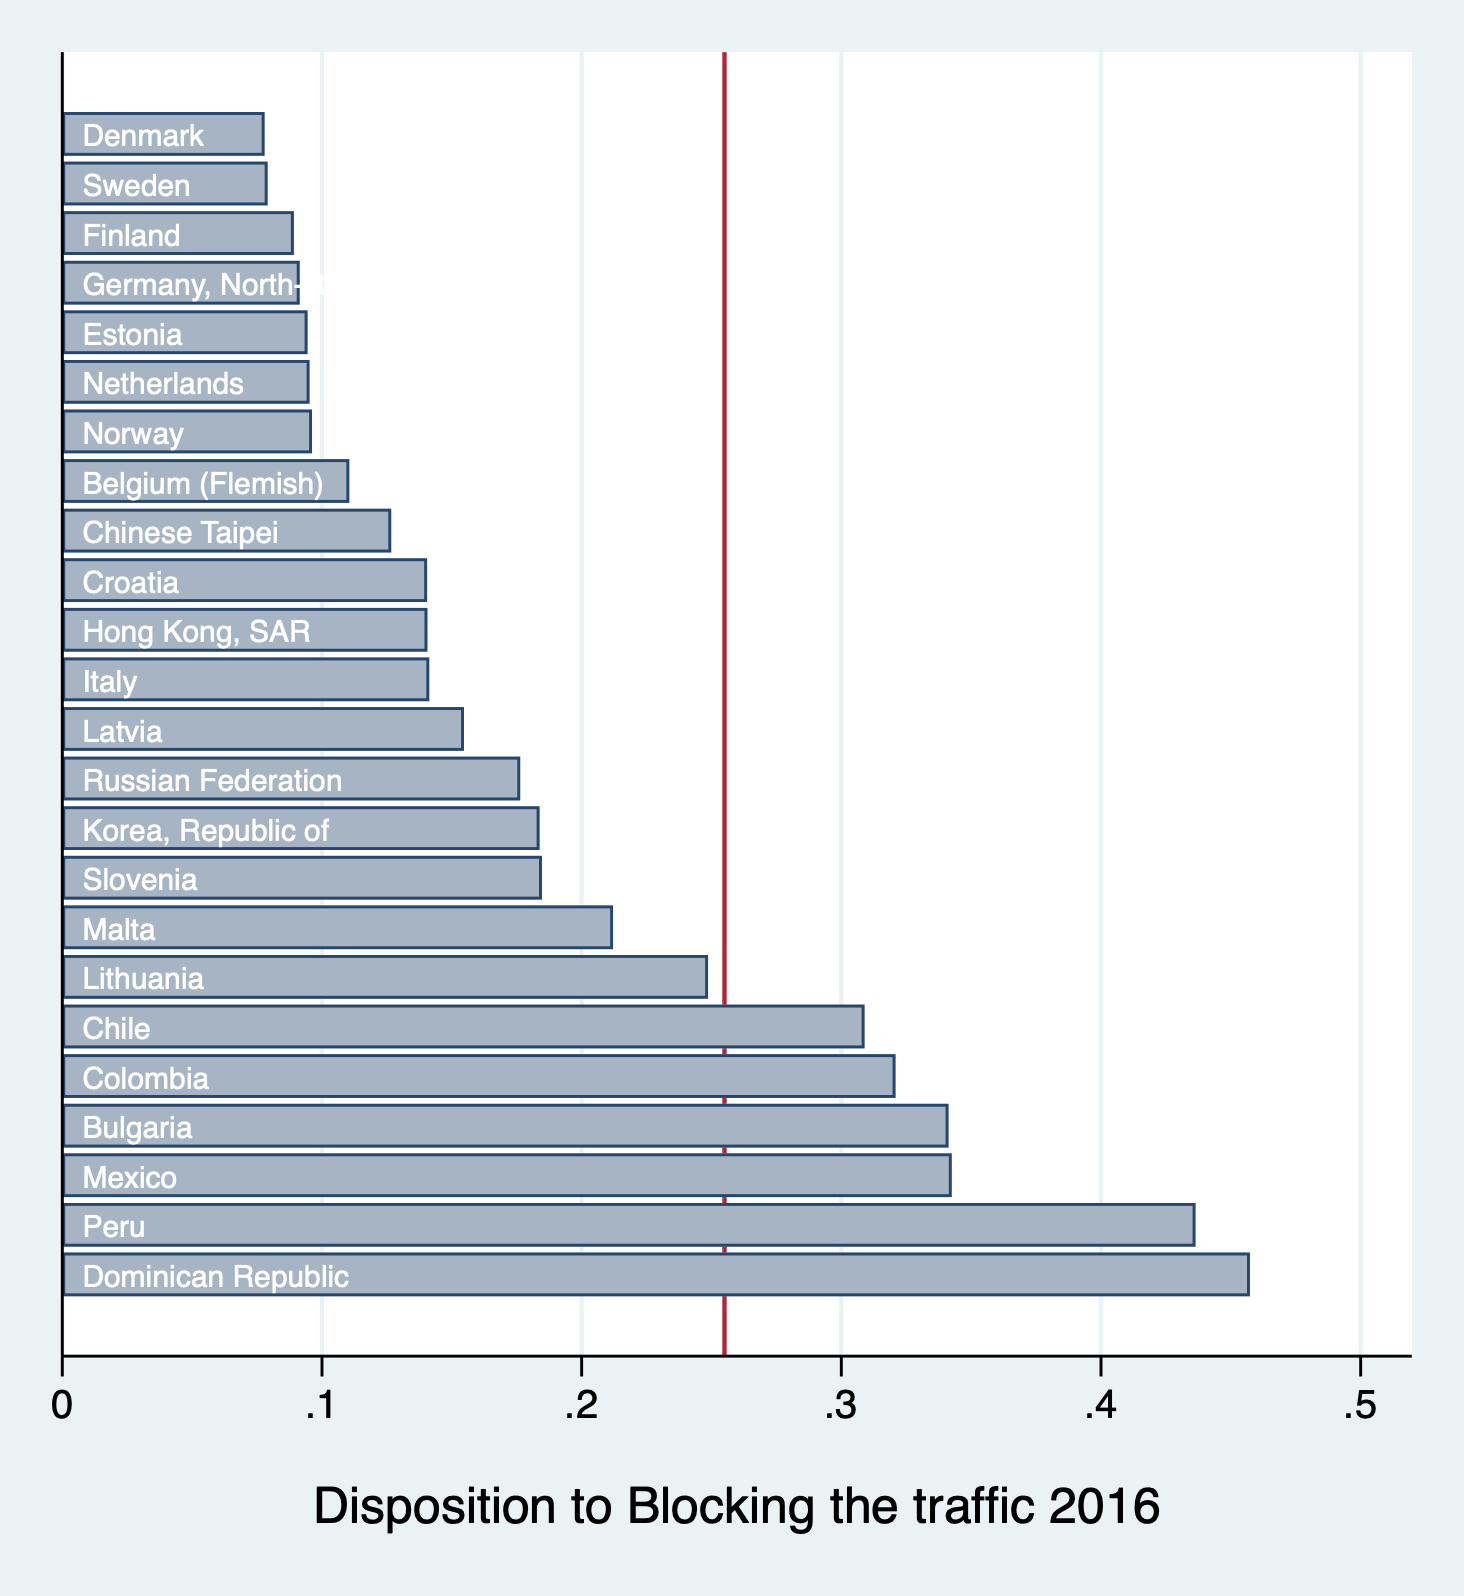 Denmark
Sweden
Finland
Germany, North-
Estonia
Netherlands
Norway
Belgium (Flemish)
Chinese Taipei
Croatia
Hong Kong, SAR
Italy
Latvia
Russian Federation
Korea, Republic of
Slovenia
Malta
Lithuania
Chile
Colombia
Bulgaria
Mexico
Peru
Dominican Republic
0 .1 .2 .3 .4 .5
Disposition to Blocking the traffic 2016